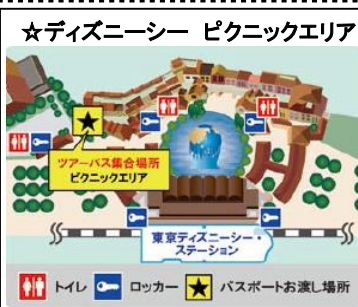 ☆ディズニーシー ピクニックエリア
ツアーバス集合場所
ピクニックエリア
東京ディズニーシー・
ステーション
トイレ ロッカー パスポートお渡し場所